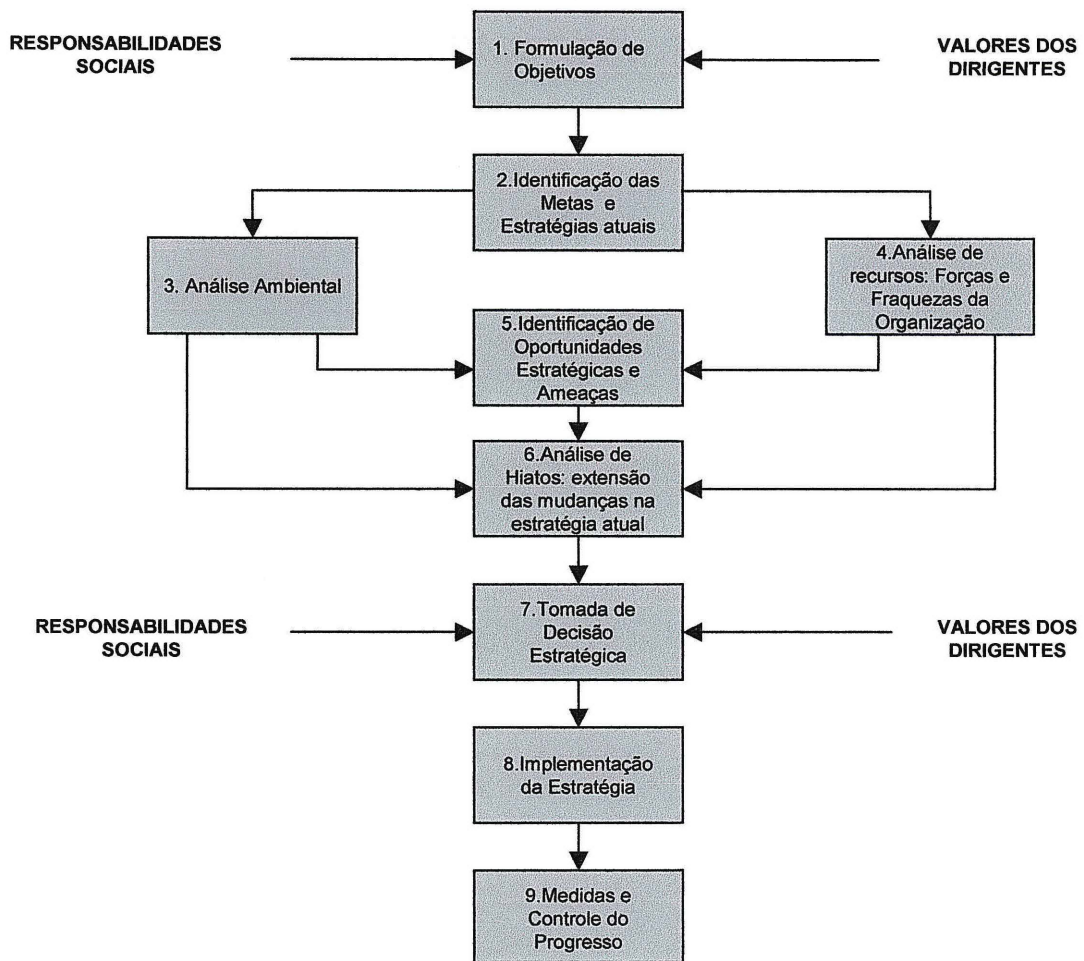 RESPONSABILIDADES
SOCIAIS
1. Formulação de
Objetivos
VALORES DOS
DIRIGENTES
2.Identificação das
Metas e
Estratégias atuais
3. Análise Ambiental
4.Análise de
recursos: Forças e
Fraquezas da
Organização
5.Identificação de
Oportunidades
Estratégicas e
Ameaças
6.Análise de
Hiatos: extensão
das mudanças na
estratégia atual
RESPONSABILIDADES
SOCIAIS
7.Tomada de
Decisão
Estratégica
VALORES DOS
DIRIGENTES
8.Implementação
da Estratégia
9.Medidas e
Controle do
Progresso